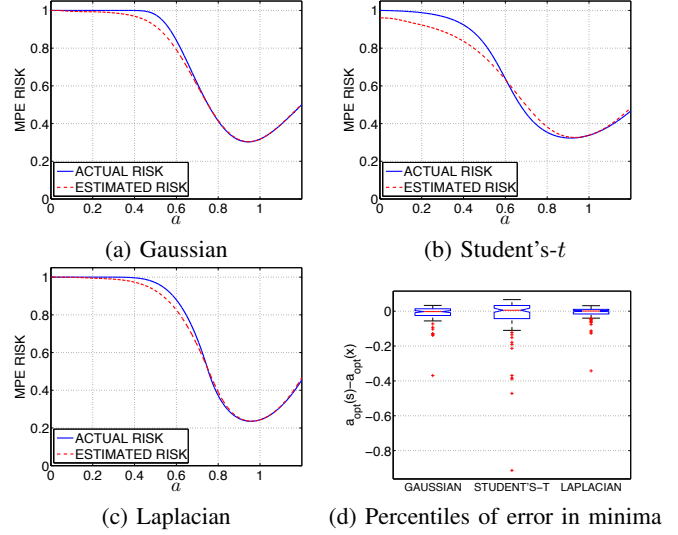 1
0.8
0.6
0.4
0.2
0
MPE RISK
ACTUAL RISK
ESTIMATED RISK
0 0.2 0.4 0.6 0.8 1
a
(a) Gaussian
1
0.8
0.6
0.4
0.2
0
MPE RISK
ACTUAL RISK
ESTIMATED RISK
0 0.2 0.4 0.6 0.8 1
a
(b) Student's-t
1
0.8
0.6
0.4
0.2
0
MPE RISK
ACTUAL RISK
ESTIMATED RISK
0 0.2 0.4 0.6 0.8 1
a
(c) Laplacian
0
−0.2
−0.4
−0.6
−0.8
a_opt(s)−a_opt(x)
GAUSSIAN STUDENT'S−T LAPLACIAN
(d) Percentiles of error in minima